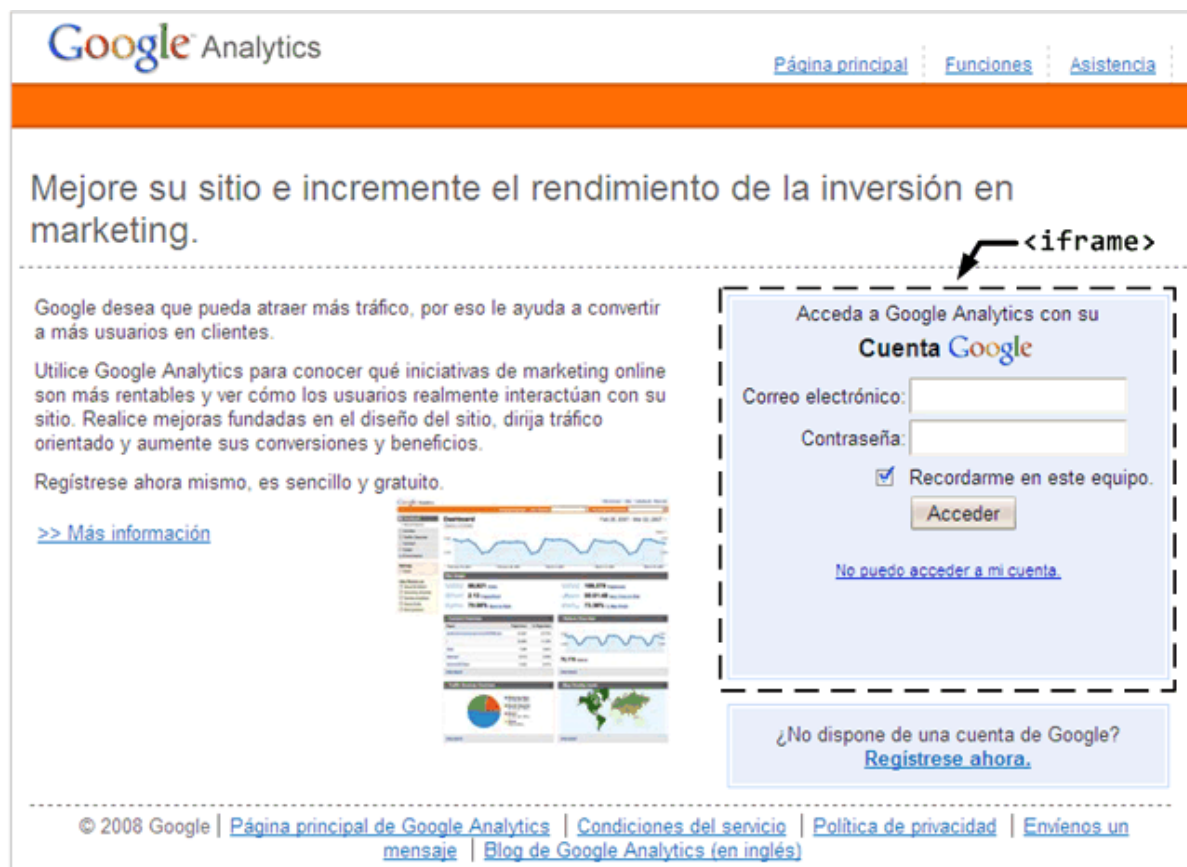 Google Analytics
Página principal Funciones Asistencia
Mejore su sitio e incremente el rendimiento de la inversión en
marketing.
<iframe>
Google desea que pueda atraer más tráfico, por eso le ayuda a convertir
a más usuarios en clientes.
Utilice Google Analytics para conocer qué iniciativas de marketing online
son más rentables y ver cómo los usuarios realmente interactúan con su
sitio. Realice mejoras fundadas en el diseño del sitio, dirija tráfico
orientado y aumente sus conversiones y beneficios.
Regístrese ahora mismo, es sencillo y gratuito.
>> Más información
Dashboard
Acceda a Google Analytics con su
Cuenta Google
Correo electrónico:
Contraseña:
Recordarme en este equipo.
Acceder
No puedo acceder a mi cuenta.
¿No dispone de una cuenta de Google?
Regístrese ahora.
© 2008 Google | Página principal de Google Analytics | Condiciones del servicio | Política de privacidad | Envíenos un
mensaje | Blog de Google Analytics (en inglés)